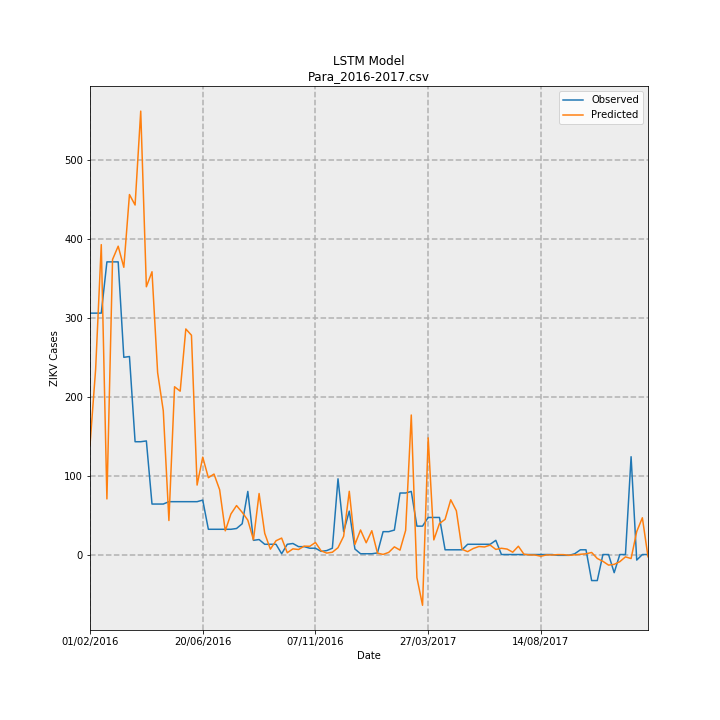 LSTM Model
Para_2016-2017.csv
Observed
Predicted
500
400
300
200
100
0
ZIKV Cases
01/02/2016
20/06/2016
07/11/2016
27/03/2017
14/08/2017
Date